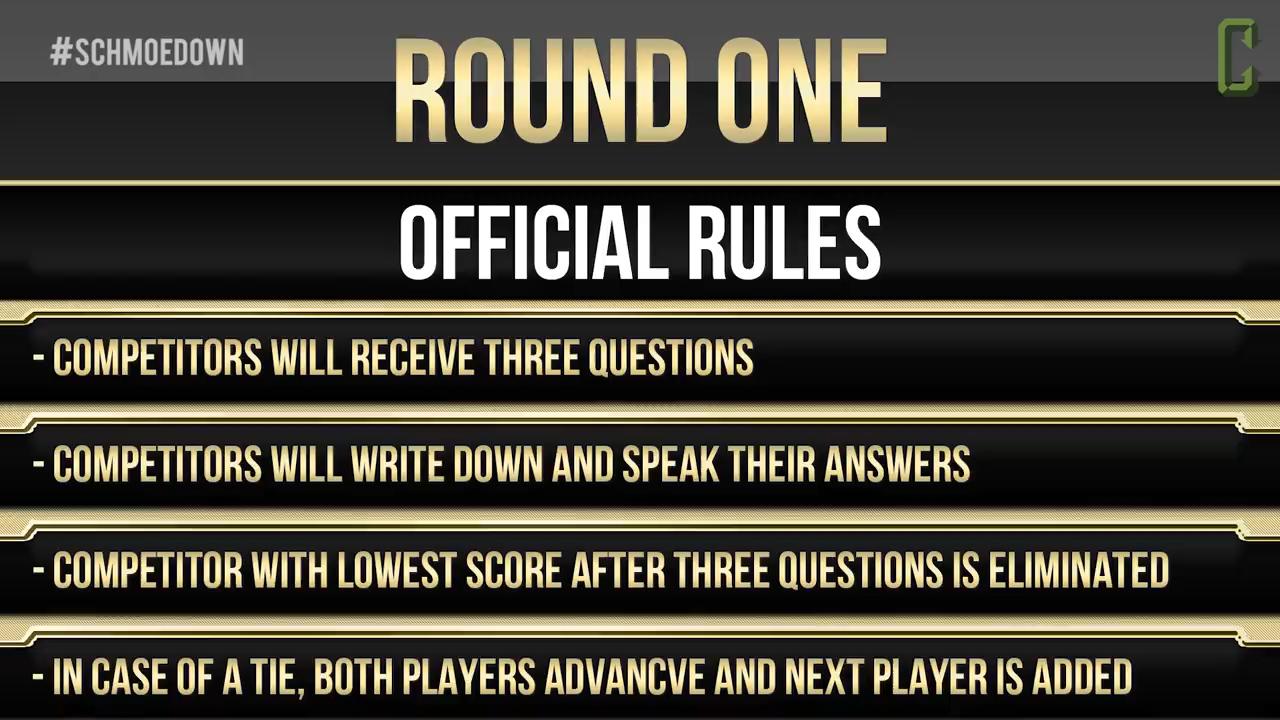 #SCHMOEDOWN
ROUND ONE
OFFICIAL RULES
- COMPETITORS WILL RECEIVE THREE QUESTIONS
- COMPETITORS WILL WRITE DOWN AND SPEAK THEIR ANSWERS
- COMPETITOR WITH LOWEST SCORE AFTER THREE QUESTIONS IS ELIMINATED
- IN CASE OF A TIE, BOTH PLAYERS ADVANCVE AND NEXT PLAYER IS ADDED